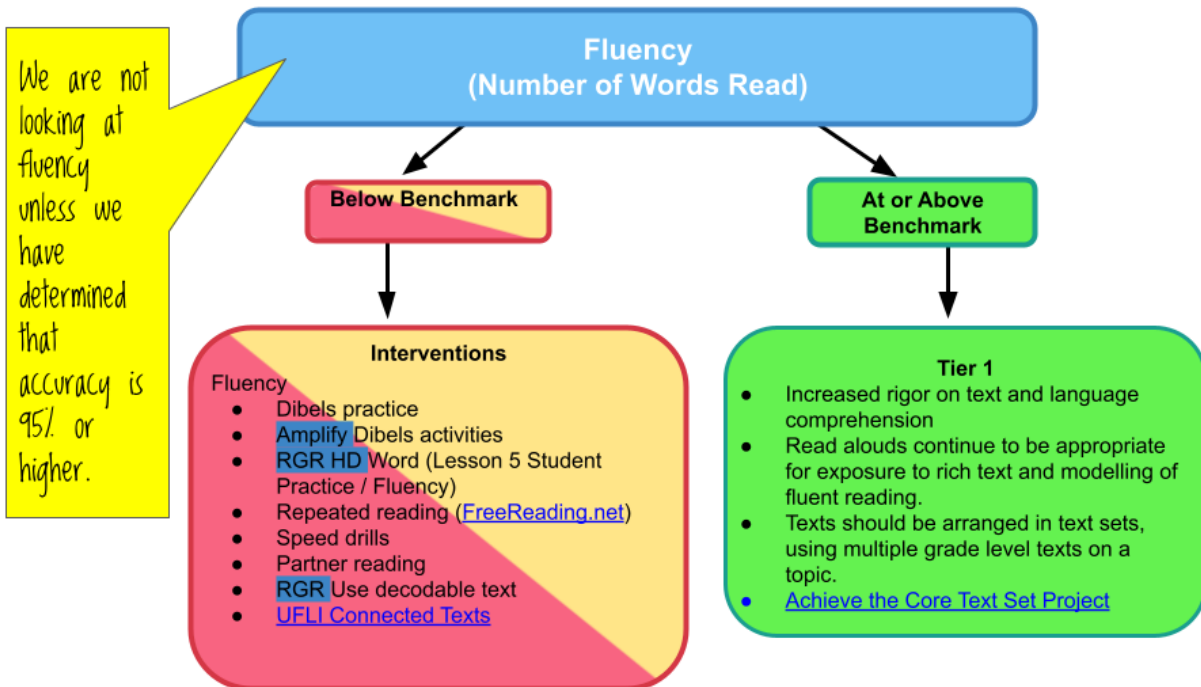 We are not
looking at
fluency
unless we
have
determined
that
accuracy is
95% or
higher.
Fluency
(Number of Words Read)
Below Benchmark
At or Above
Benchmark
Interventions
Fluency
● Dibels practice
● Amplify Dibels activities
● RGR HD Word (Lesson 5 Student
Practice / Fluency)
● Repeated reading (FreeReading.net)
● Speed drills
● Partner reading
● RGR Use decodable text
● UFLI Connected Texts
Tier 1
● Increased rigor on text and language
comprehension
● Read alouds continue to be appropriate
for exposure to rich text and modelling of
fluent reading.
● Texts should be arranged in text sets,
using multiple grade level texts on a
topic.
● Achieve the Core Text Set Project